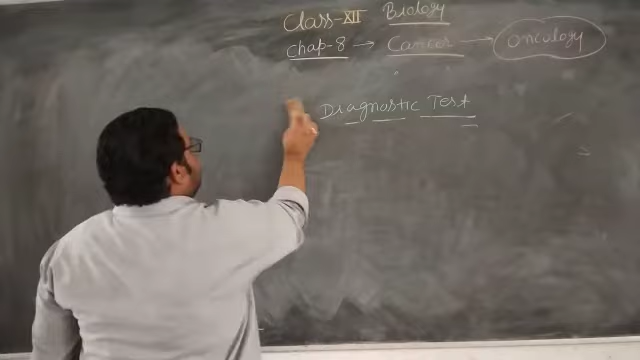 Class-XII Biology
Chap-8 → Cancer → Oncology
Diagnostic Test